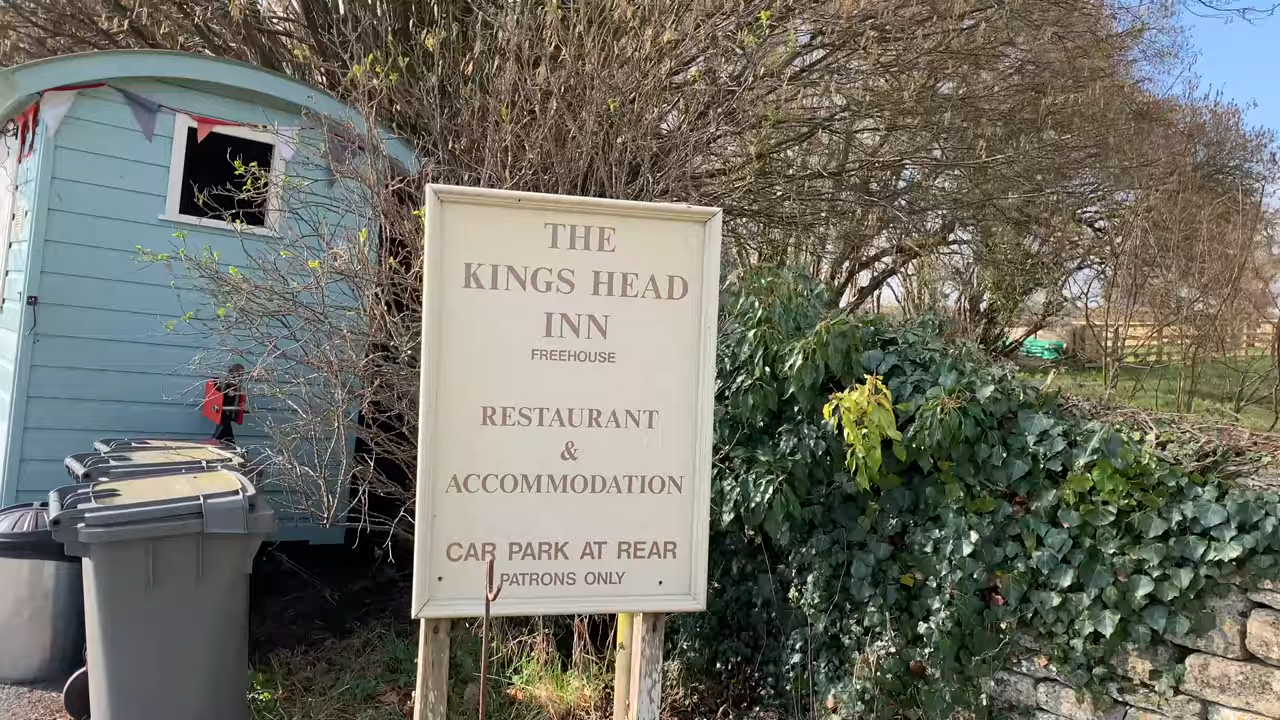 THE
KINGS HEAD
INN
FREEHOUSE
RESTAURANT
&
ACCOMMODATION
CAR PARK AT REAR
PATRONS ONLY